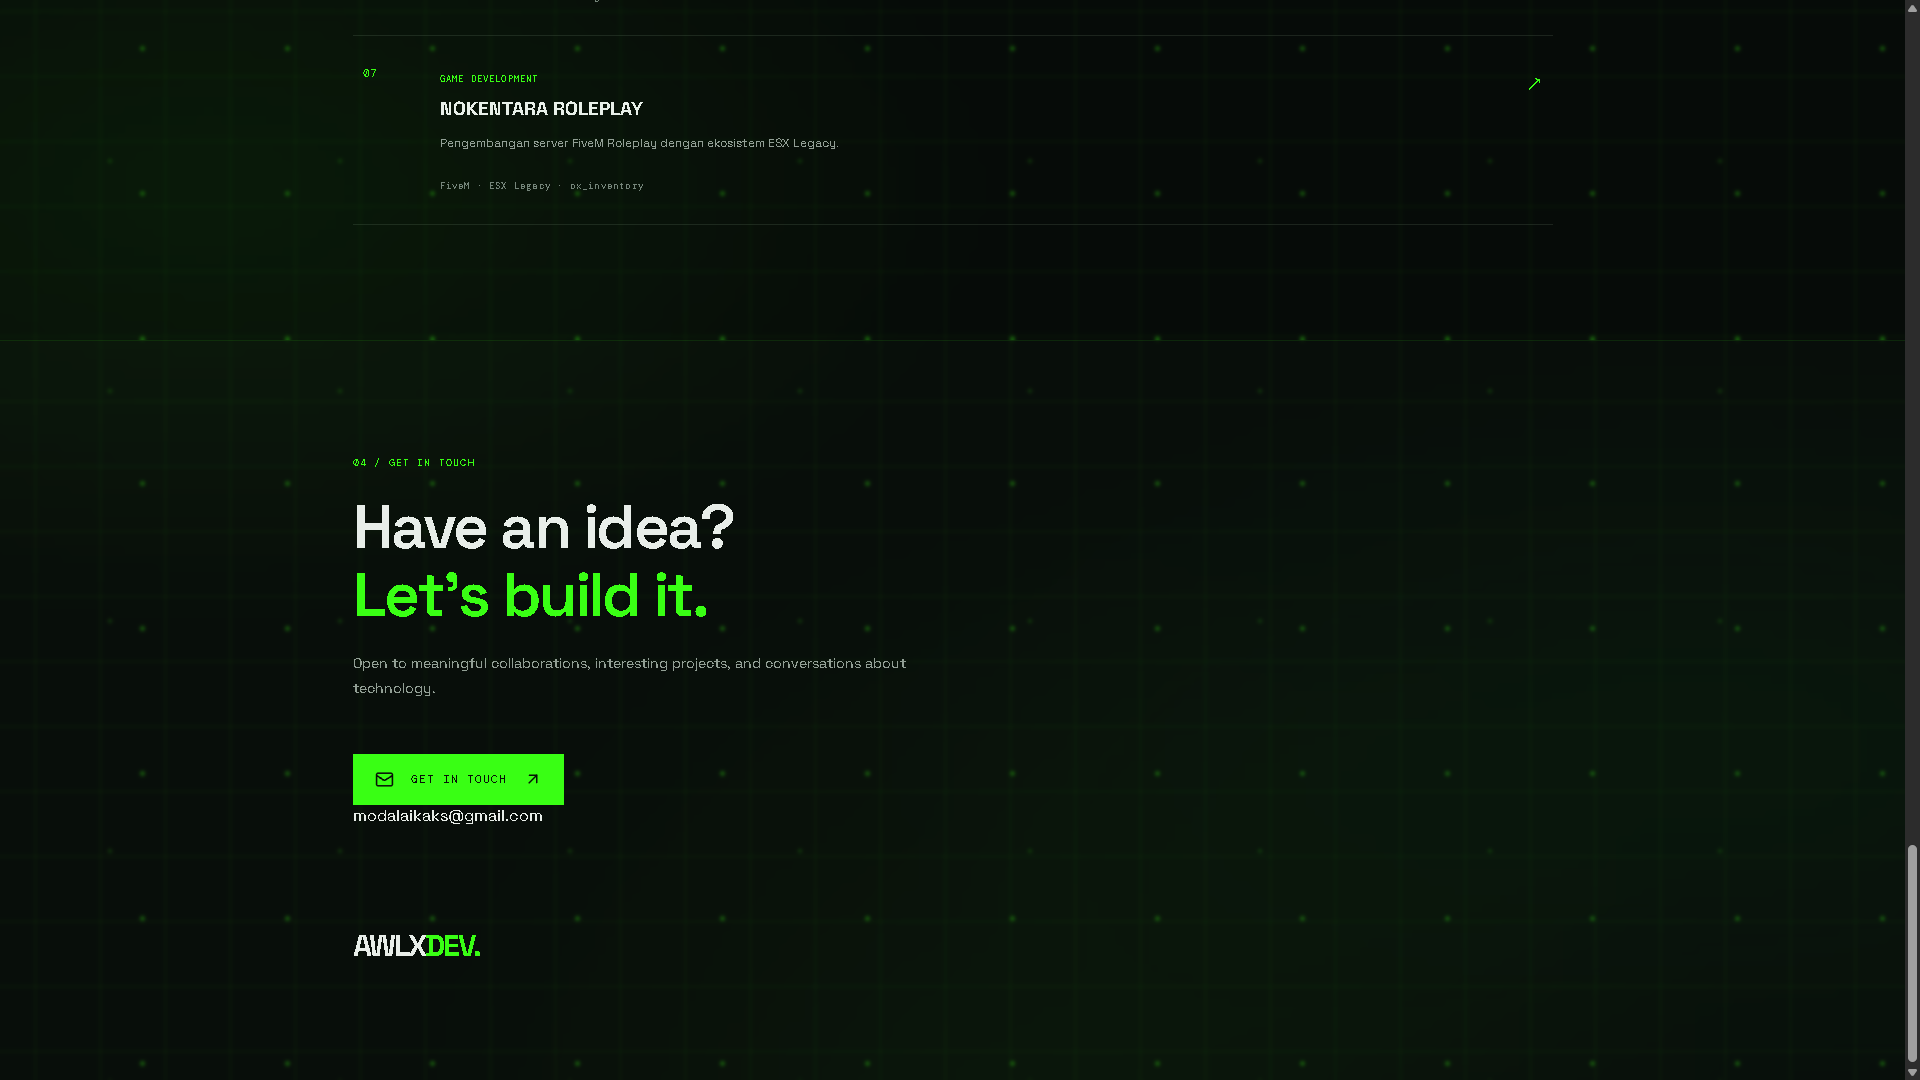 07
GAME DEVELOPMENT
NOKENTARA ROLEPLAY
Pengembangan server FiveM Roleplay dengan ekosistem ESX Legacy.
FiveM · ESX Legacy · ox_inventory
04 / GET IN TOUCH
Have an idea?
Let's build it.
Open to meaningful collaborations, interesting projects, and conversations about
technology.
GET IN TOUCH
modalaikaks@gmail.com
AWLXDEV.